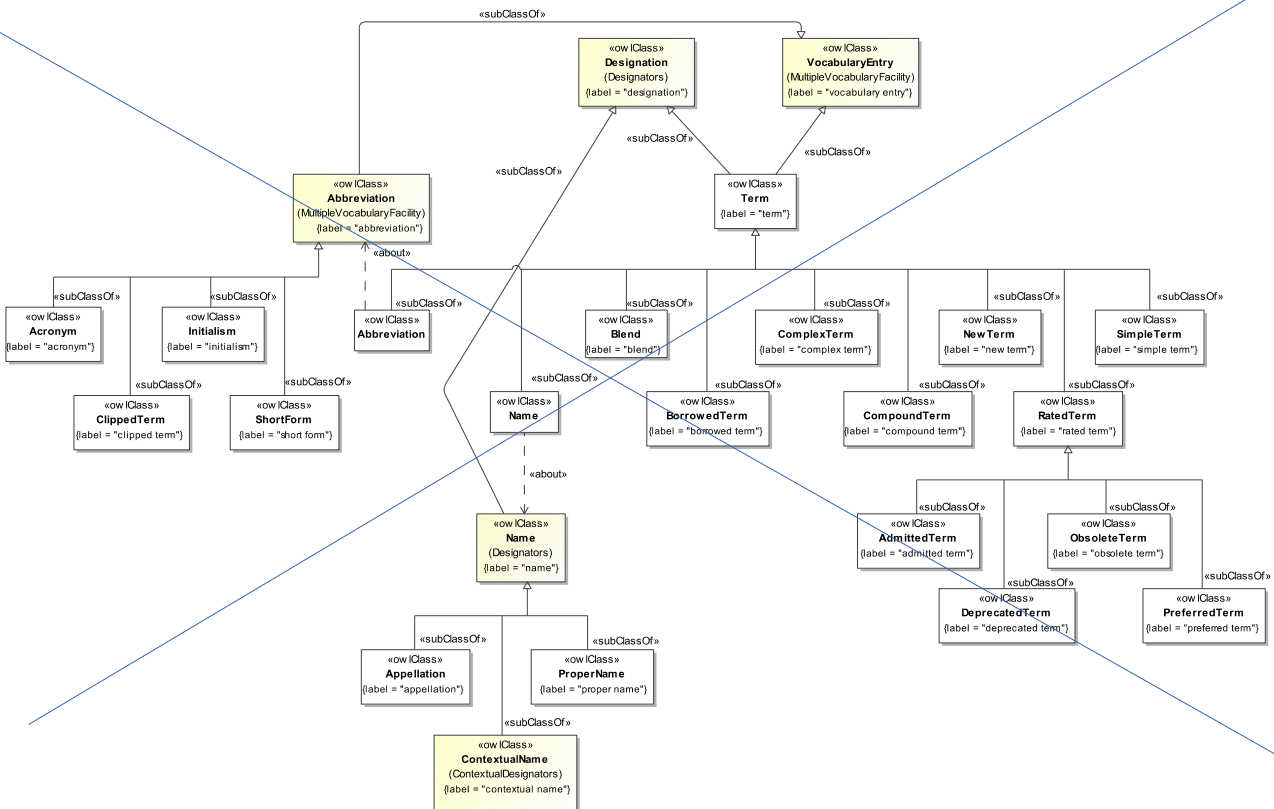 «subClassOf»
«owlClass»
Designation
(Designators)
{label = "designation"}
«owlClass»
VocabularyEntry
(MultipleVocabularyFacility)
{label = "vocabulary entry"}
«subClassOf»
«subClassOf»
«subClassOf»
«owlClass»
Abbreviation
(MultipleVocabularyFacility)
{label = "abbreviation"}
«owlClass»
Term
{label = "term"}
«about»
«subClassOf»
«subClassOf»
«subClassOf»
«subClassOf»
«subClassOf»
«subClassOf»
«subClassOf»
«owlClass»
Acronym
{label = "acronym"}
«owlClass»
Initialism
{label = "initialism"}
«owlClass»
Abbreviation
«owlClass»
Blend
{label = "blend"}
«owlClass»
ComplexTerm
{label = "complex term"}
«owlClass»
NewTerm
{label = "new term"}
«owlClass»
SimpleTerm
{label = "simple term"}
«subClassOf»
«subClassOf»
«subClassOf»
«subClassOf»
«subClassOf»
«subClassOf»
«owlClass»
ClippedTerm
{label = "clipped term"}
«owlClass»
ShortForm
{label = "short form"}
«owlClass»
Name
«owlClass»
BorrowedTerm
{label = "borrowed term"}
«owlClass»
CompoundTerm
{label = "compound term"}
«owlClass»
RatedTerm
{label = "rated term"}
«about»
«subClassOf»
«subClassOf»
«owlClass»
Name
(Designators)
{label = "name"}
«owlClass»
AdmittedTerm
{label = "admitted term"}
«owlClass»
ObsoleteTerm
{label = "obsolete term"}
«subClassOf»
«subClassOf»
«owlClass»
DeprecatedTerm
{label = "deprecated term"}
«owlClass»
PreferredTerm
{label = "preferred term"}
«subClassOf»
«subClassOf»
«owlClass»
Appellation
{label = "appellation"}
«owlClass»
ProperName
{label = "proper name"}
«subClassOf»
«owlClass»
ContextualName
(ContextualDesignators)
{label = "contextual name"}